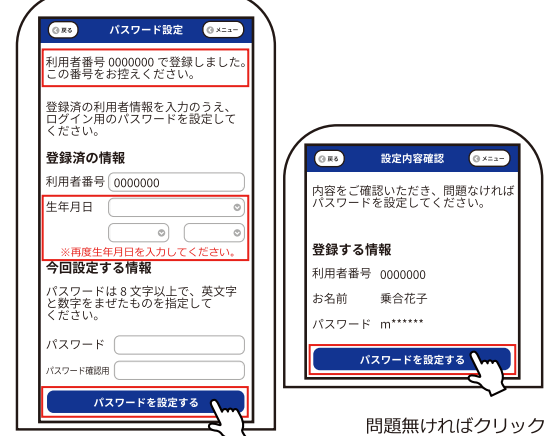 戻る
パスワード設定
メニュー
利用者番号 0000000 で登録しました。
この番号をお控えください。
登録済の利用者情報を入力のうえ、
ログイン用のパスワードを設定して
ください。
登録済の情報
利用者番号 0000000
生年月日
※再度生年月日を入力してください。
今回設定する情報
パスワードは 8 文字以上で、英文字
と数字をまぜたものを指定して
ください。
パスワード
パスワード確認用
パスワードを設定する
戻る
設定内容確認
メニュー
内容をご確認いただき、問題なければ
パスワードを設定してください。
登録する情報
利用者番号 0000000
お名前 乗合花子
パスワード m******
パスワードを設定する
問題無ければクリック